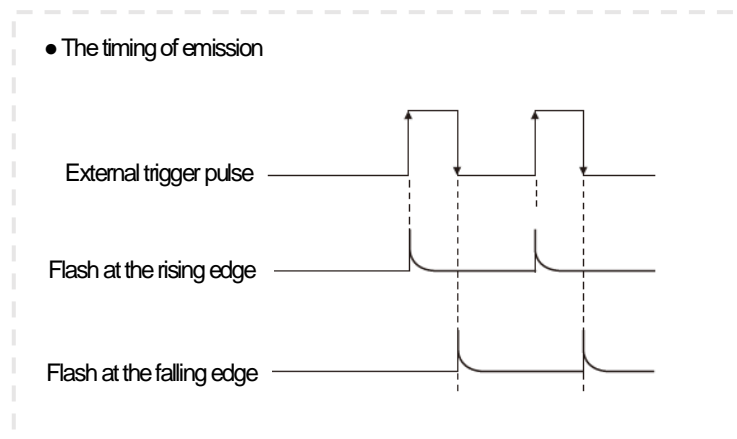 ● The timing of emission
External trigger pulse
Flash at the rising edge
Flash at the falling edge